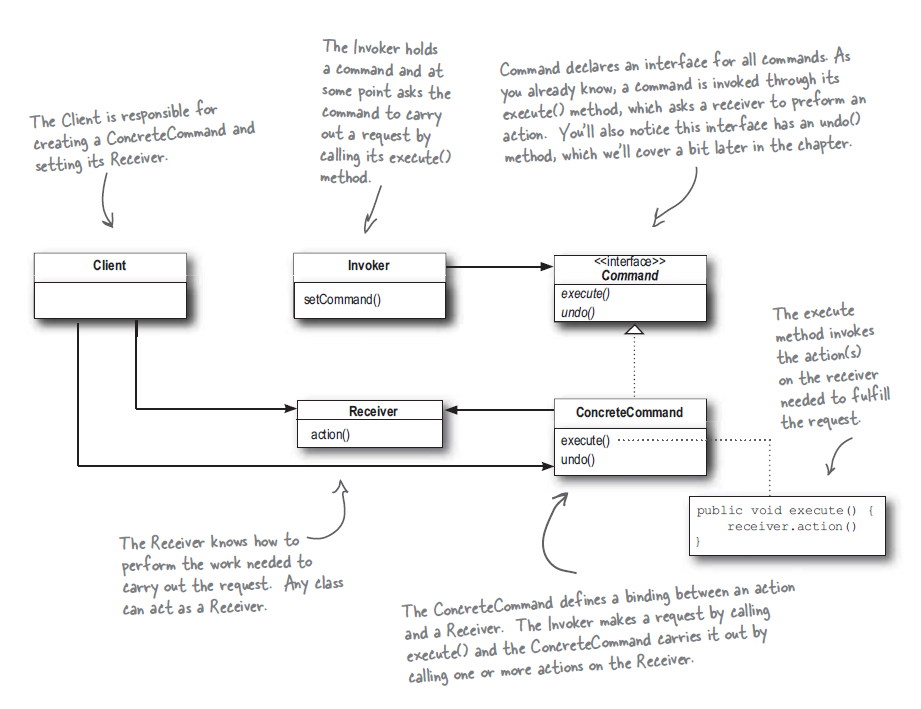 The Invoker holds
a command and at
some point asks the
command to carry
out a request by
calling its execute()
method.
Command declares an interface for all commands. As
you already know, a command is invoked through its
execute() method, which asks a receiver to preform an
action. You'll also notice this interface has an undo()
method, which we'll cover a bit later in the chapter.
The Client is responsible for
creating a ConcreteCommand and
setting its Receiver.
Client
Invoker
setCommand()
<<interface>>
Command
execute()
undo()
The execute
method invokes
the action(s)
on the receiver
needed to fulfill
the request.
Receiver
action()
ConcreteCommand
execute()
undo()
public void execute() {
receiver.action()
}
The Receiver knows how to
perform the work needed to
carry out the request. Any class
can act as a Receiver.
The ConcreteCommand defines a binding between an action
and a Receiver. The Invoker makes a request by calling
execute() and the ConcreteCommand carries it out by
calling one or more actions on the Receiver.